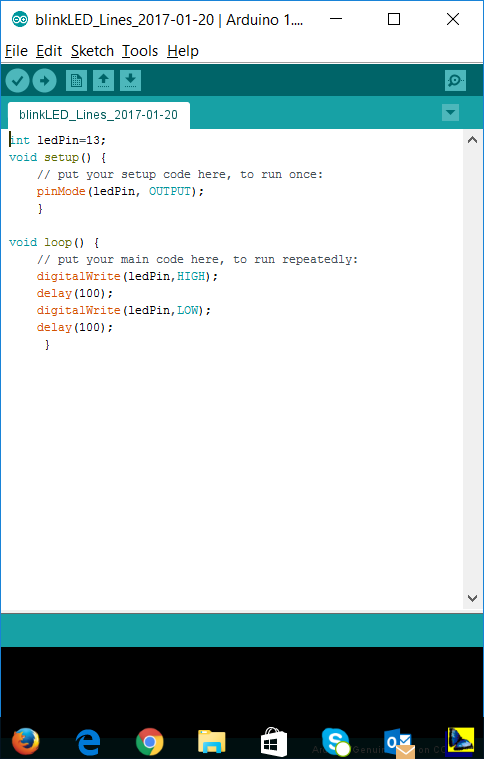 blinkLED_Lines_2017-01-20 | Arduino 1....
File Edit Sketch Tools Help
blinkLED_Lines_2017-01-20
int ledPin=13;
void setup() {
// put your setup code here, to run once:
pinMode(ledPin, OUTPUT);
}
void loop() {
// put your main code here, to run repeatedly:
digitalWrite(ledPin,HIGH);
delay(100);
digitalWrite(ledPin,LOW);
delay(100);
}